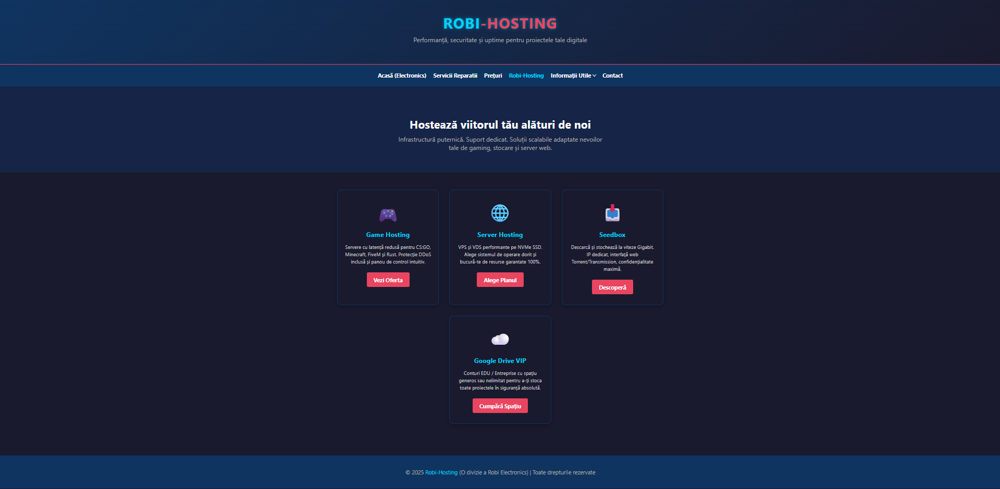 ROBI-HOSTING
Performanță, securitate și uptime pentru proiectele tale digitale
Acasă (Electronics) Servicii Reparatii Prețuri Robi-Hosting Informații Utile Contact
Hostează viitorul tău alături de noi
Infrastructură puternică. Suport dedicat. Soluții scalabile adaptate nevoilor
tale de gaming, stocare și server web.
Game Hosting
Servere cu latență redusă pentru CS:GO,
Minecraft, FiveM și Rust. Protecție DDoS
inclusă și panou de control intuitiv.
Vezi Oferta
Server Hosting
VPS și VDS performante pe NVMe SSD.
Alege sistemul de operare dorit și
bucură-te de resurse garantate 100%.
Alege Planul
Seedbox
Descarcă și stochează la viteze Gigabit.
IP dedicat, interfață web
Torrent/Transmission, confidențialitate
maximă.
Descoperă
Google Drive VIP
Conturi EDU / Entreprise cu spațiu
generos sau nelimitat pentru a-ți stoca
toate proiectele în siguranță absolută.
Cumpără Spațiu
© 2025 Robi-Hosting (O divizie a Robi Electronics) | Toate drepturile rezervate